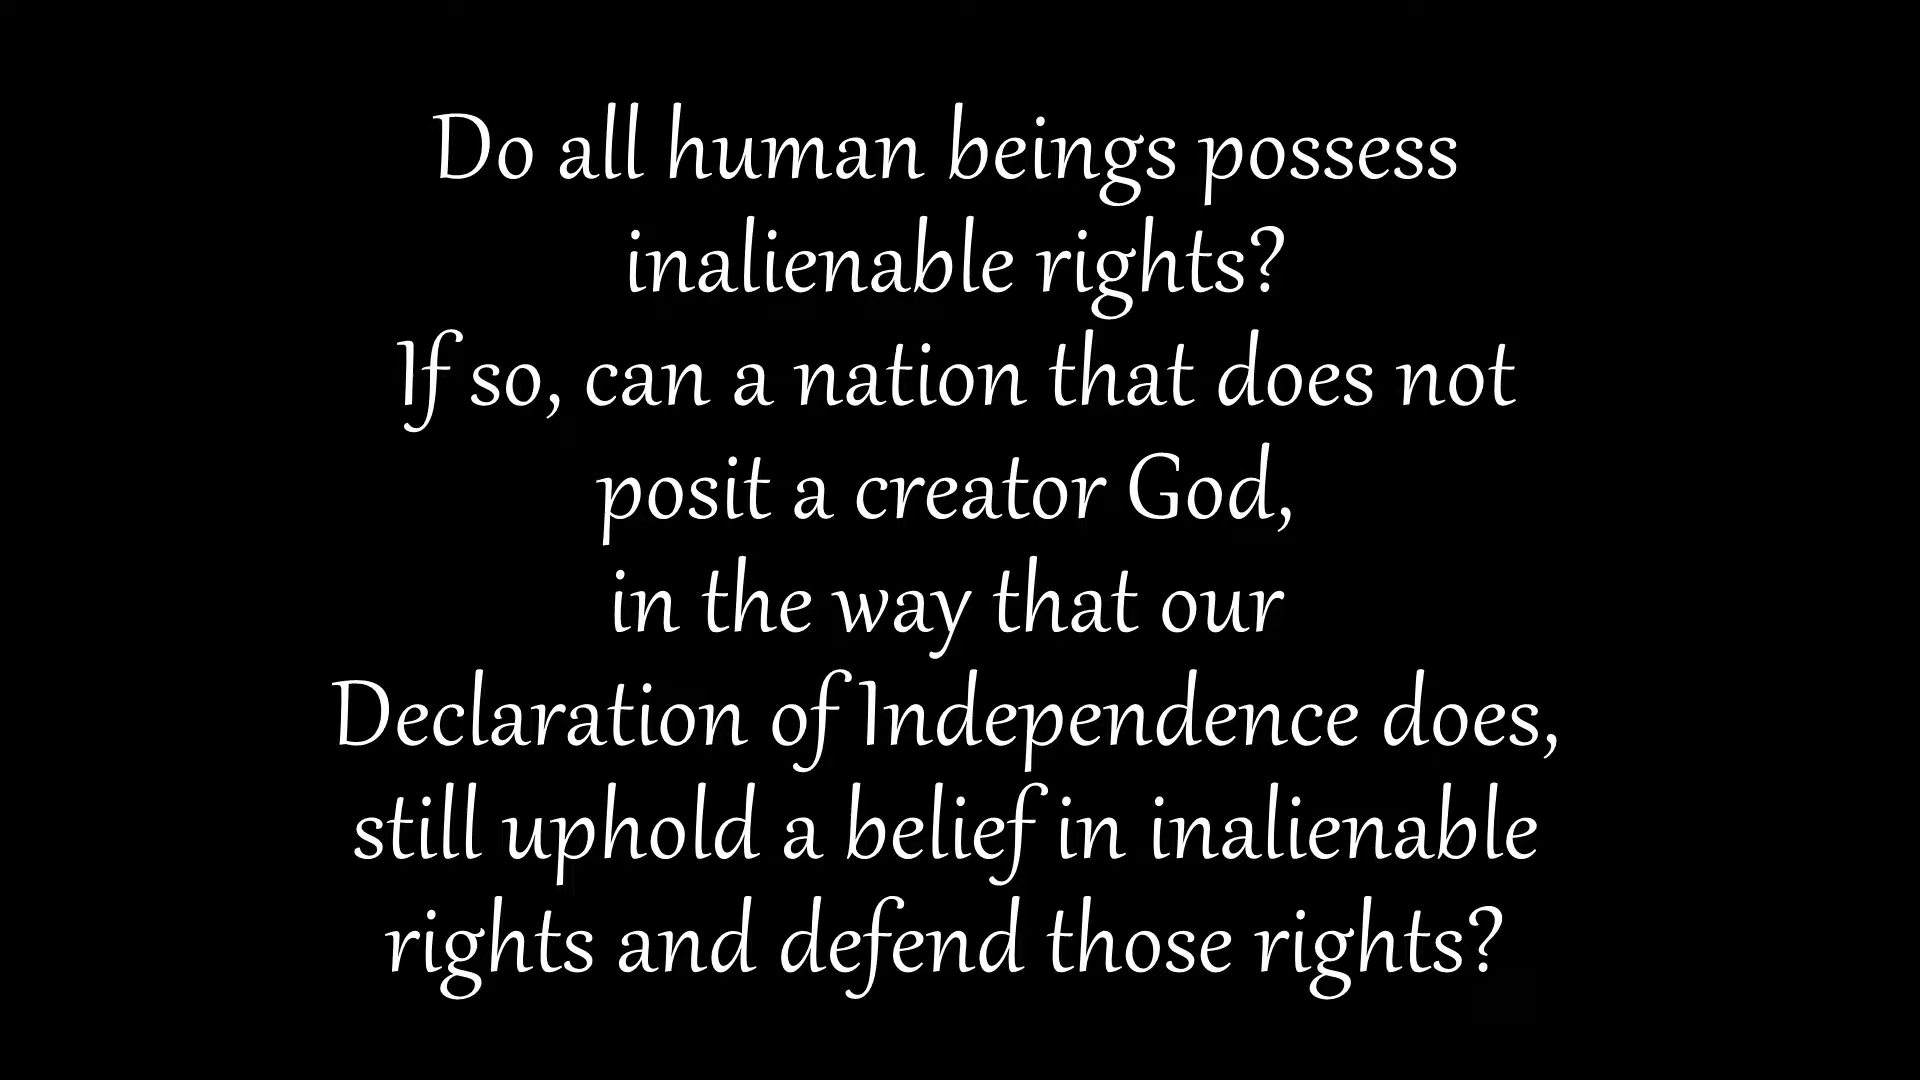 Do all human beings possess
inalienable rights?
If so, can a nation that does not
posit a creator God,
in the way that our
Declaration of Independence does,
still uphold a belief in inalienable
rights and defend those rights?